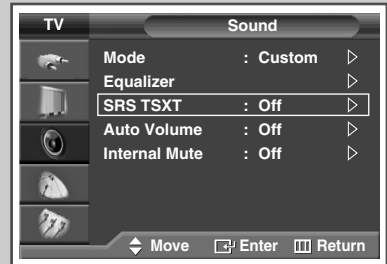 TV Sound
Mode : Custom
Equalizer
SRS TSXT : Off
Auto Volume : Off
Internal Mute : Off
Move Enter Return